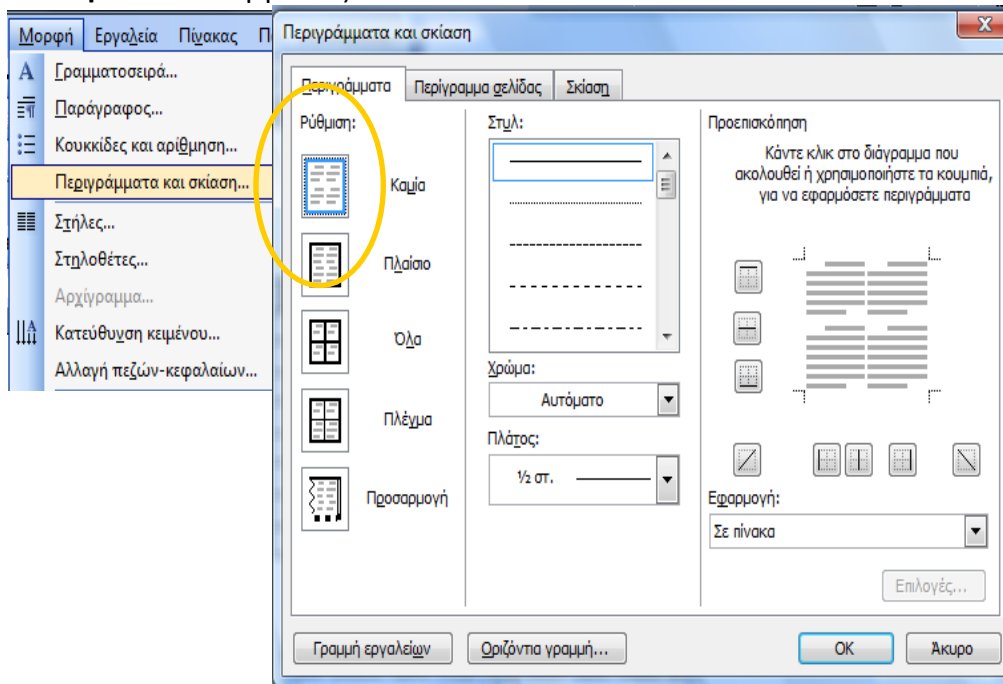 Μορφή Εργαλεία Πίνακας
Γραμματοσειρά...
Παράγραφος...
Κουκκίδες και αρίθμηση...
Περιγράμματα και σκίαση...
Στήλες...
Στηλοθέτες...
Αρχίγραμμα...
Κατεύθυνση κειμένου...
Αλλαγή πεζών-κεφαλαίων...
Περιγράμματα και σκίαση
Περιγράμματα Περίγραμμα σελίδας Σκίαση
Ρύθμιση:
Καμία
Πλαίσιο
Όλα
Πλέγμα
Προσαρμογή
Στυλ:
Χρώμα:
Αυτόματο
Πλάτος:
½ στ.
Προεπισκόπηση
Κάντε κλικ στο διάγραμμα που
ακολουθεί ή χρησιμοποιήστε τα κουμπιά,
για να εφαρμόσετε περιγράμματα
Εφαρμογή:
Σε πίνακα
Επιλογές...
Γραμμή εργαλείων Οριζόντια γραμμή... OK Άκυρο